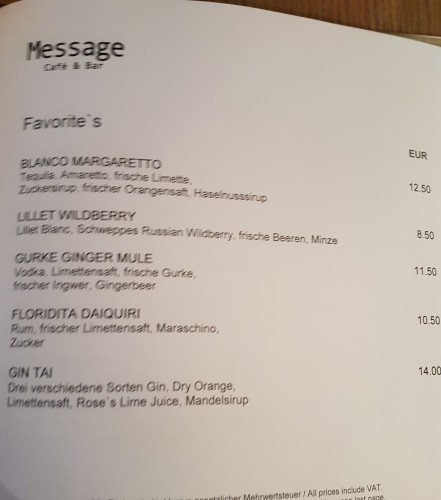 Message
Café & Bar
Favorite`s
EUR
BLANCO MARGARETTO
Tequila, Amaretto, frische Limette,
Zuckersirup, frischer Orangensaft, Haselnusssirup 12.50
LILLET WILDBERRY
Lillet Blanc, Schweppes Russian Wildberry, frische Beeren, Minze 8.50
GURKE GINGER MULE
Vodka, Limettensaft, frische Gurke, 11.50
frischer Ingwer, Gingerbeer
FLORIDITA DAIQUIRI
Rum, frischer Limettensaft, Maraschino, 10.50
Zucker
GIN TAI 14.00
Drei verschiedene Sorten Gin, Dry Orange,
Limettensaft, Rose`s Lime Juice, Mandelsirup
Mehrwertsteuer / All prices include VAT.
last page.